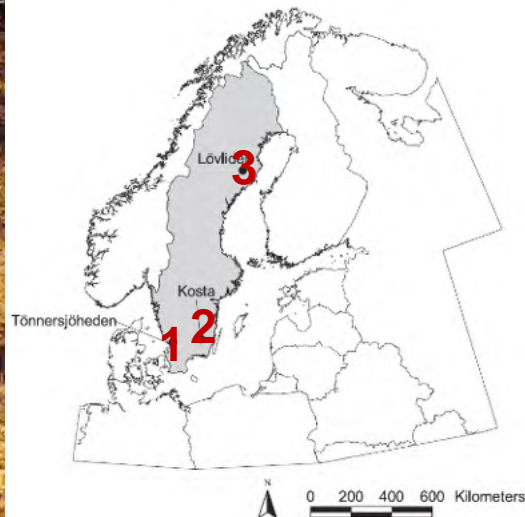 Lövliden
3
Kosta
Tönnersjöheden
1
2
N
0 200 400 600 Kilometers